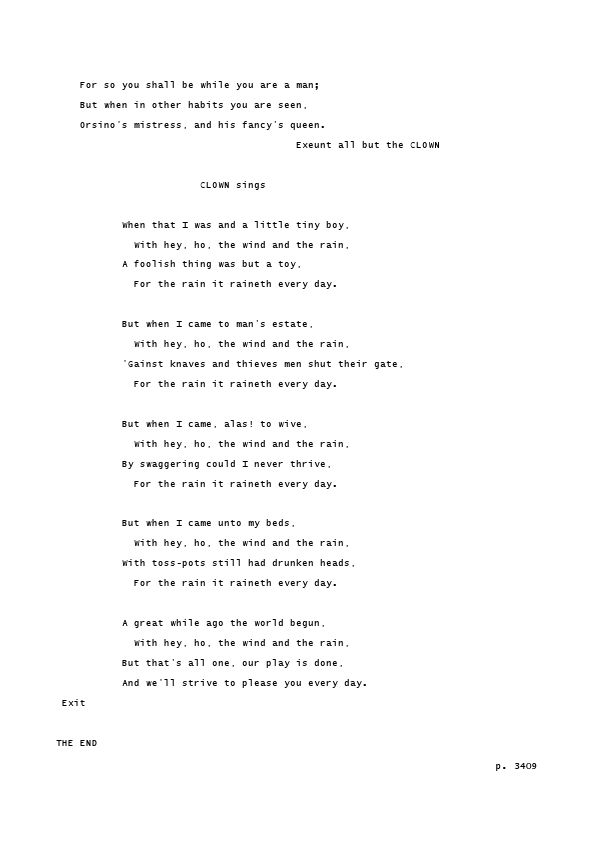 For so you shall be while you are a man;
But when in other habits you are seen,
Orsino's mistress, and his fancy's queen.
Exeunt all but the CLOWN
CLOWN sings
When that I was and a little tiny boy,
With hey, ho, the wind and the rain,
A foolish thing was but a toy,
For the rain it raineth every day.
But when I came to man's estate,
With hey, ho, the wind and the rain,
'Gainst knaves and thieves men shut their gate,
For the rain it raineth every day.
But when I came, alas! to wive,
With hey, ho, the wind and the rain,
By swaggering could I never thrive,
For the rain it raineth every day.
But when I came unto my beds,
With hey, ho, the wind and the rain,
With toss-pots still had drunken heads,
For the rain it raineth every day.
A great while ago the world begun,
With hey, ho, the wind and the rain,
But that's all one, our play is done,
And we'll strive to please you every day.
Exit
THE END
p. 3409